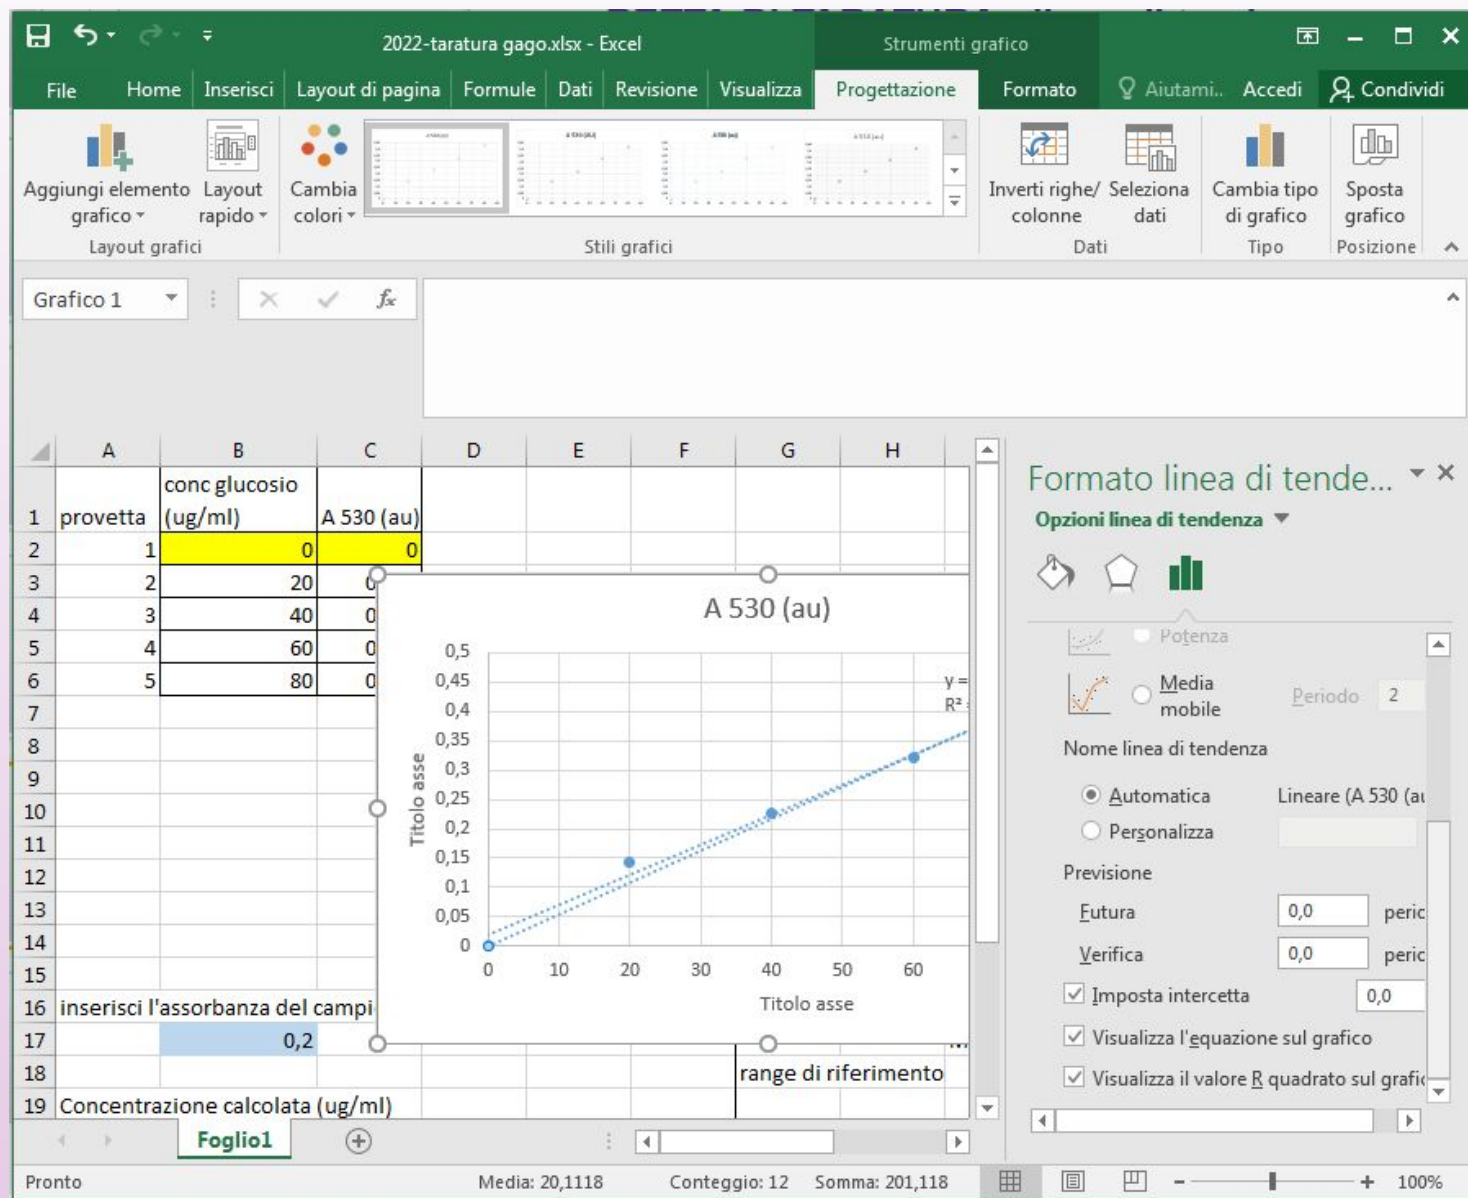 2022-taratura gago.xlsx - Excel
Strumenti grafico
File Home Inserisci Layout di pagina Formule Dati Revisione Visualizza Progettazione Formato Aiutami.. Accedi Condividi
Aggiungi elemento grafico
Layout rapido
Cambia colori
Inverti righe/ colonne
Seleziona dati
Cambia tipo di grafico
Sposta grafico
Layout grafici Stili grafici Dati Tipo Posizione
Grafico 1 fx
A B C D E F G H
1 provetta conc glucosio (ug/ml) A 530 (au)
2 1 0 0
3 2 20 0
4 3 40 0
5 4 60 0
6 5 80 0
7
8
9
10
11
12
13
14
15
16 inserisci l'assorbanza del campi
17 0,2
18 range di riferimento
19 Concentrazione calcolata (ug/ml)
A 530 (au)
0,5
0,45
0,4
0,35
0,3
0,25
0,2
0,15
0,1
0,05
0
y =
R²
Titolo asse
0 10 20 30 40 50 60
Titolo asse
Formato linea di tende...
Opzioni linea di tendenza
Potenza
Media mobile
Periodo 2
Nome linea di tendenza
Automatica Lineare (A 530 (au
Personalizza
Previsione
Futura 0,0 peric
Verifica 0,0 peric
Imposta intercetta 0,0
Visualizza l'equazione sul grafico
Visualizza il valore R quadrato sul grafic
Foglio1
Pronto Media: 20,1118 Conteggio: 12 Somma: 201,118 100%